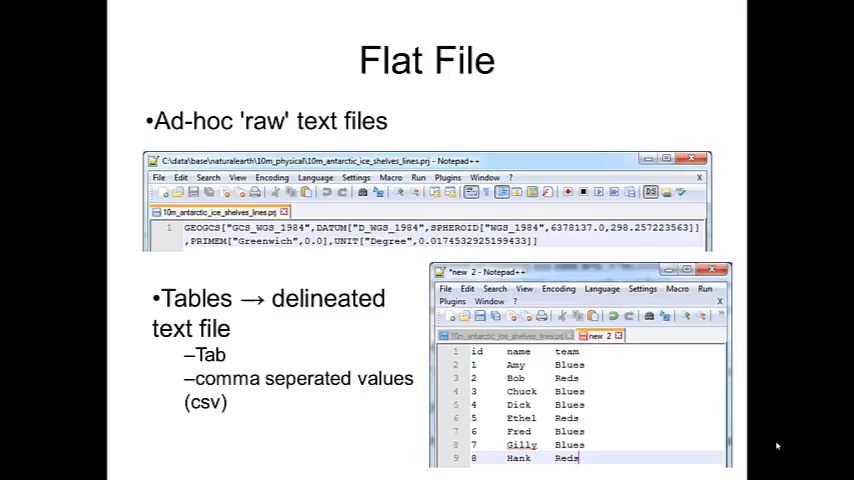 Flat File
•Ad-hoc 'raw' text files
C:\data\base\naturalearth\10m_physical\10m_antarctic_ice_shelves_lines.prj - Notepad++
File Edit Search View Encoding Language Settings Macro Run Plugins Window ? X
10m_antarctic_ice_shelves_lines.prj
1 GEOGCS["GCS_WGS_1984",DATUM["D_WGS_1984",SPHEROID["WGS_1984",6378137.0,298.257223563]]
,PRIMEM["Greenwich",0.0],UNIT["Degree",0.0174532925199433]]
•Tables → delineated
text file
–Tab
–comma seperated values
(csv)
*new 2 - Notepad++
File Edit Search View Encoding Language Settings Macro Run
Plugins Window ? X
10m_antarctic_ice_shelves_lines.prj new 2
1 id name team
2 1 Amy Blues
3 2 Bob Reds
4 3 Chuck Blues
5 4 Dick Blues
6 5 Ethel Reds
7 6 Fred Blues
8 7 Gilly Blues
9 8 Hank Reds